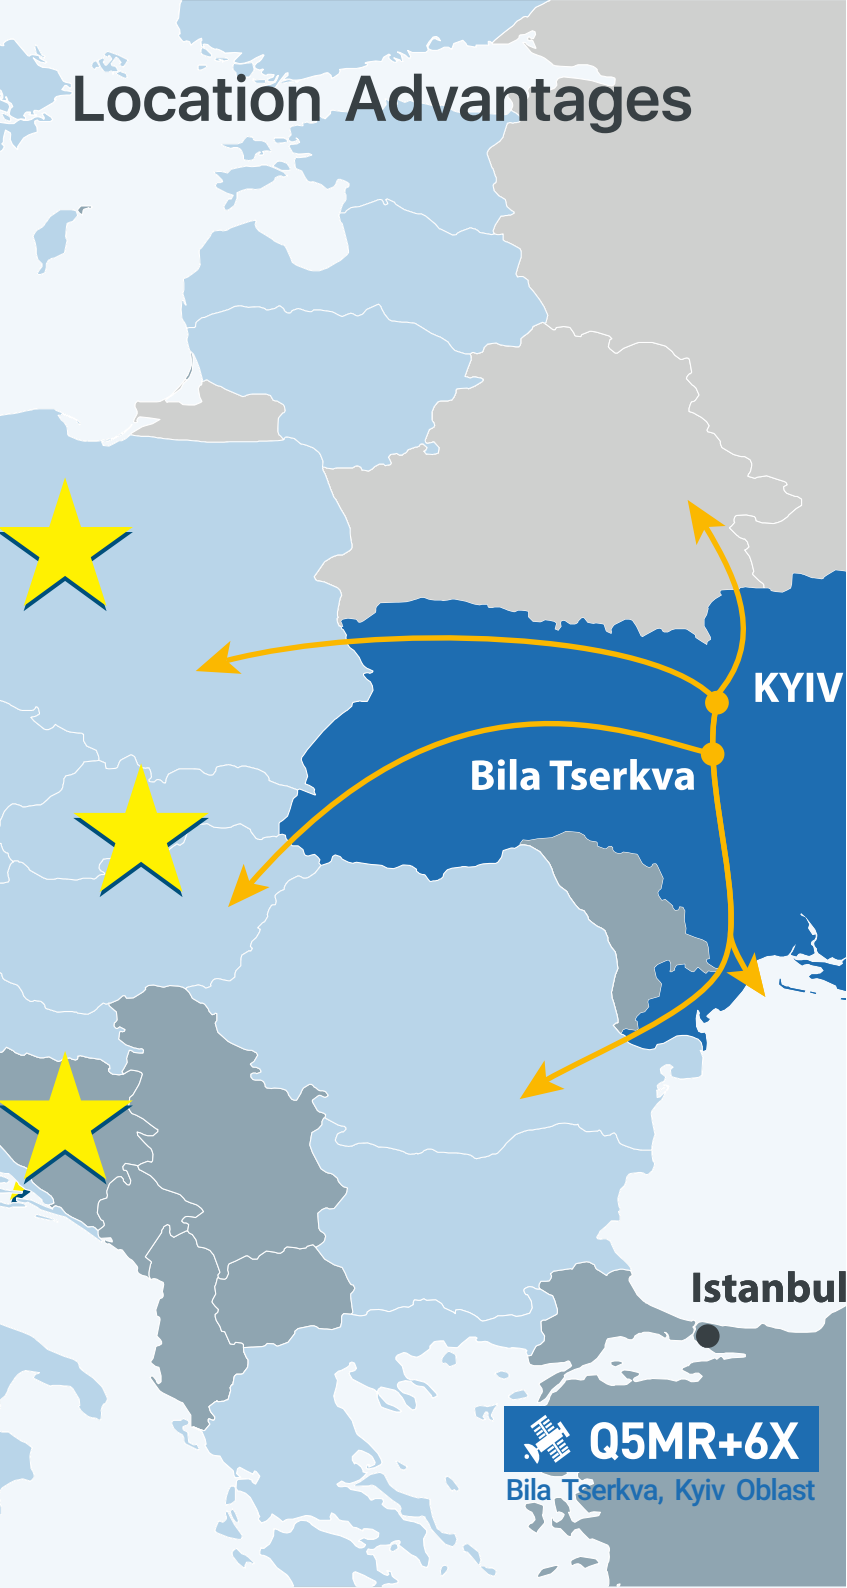 Location Advantages
KYIV
Bila Tserkva
Istanbul
Q5MR+6X
Bila Tserkva, Kyiv Oblast